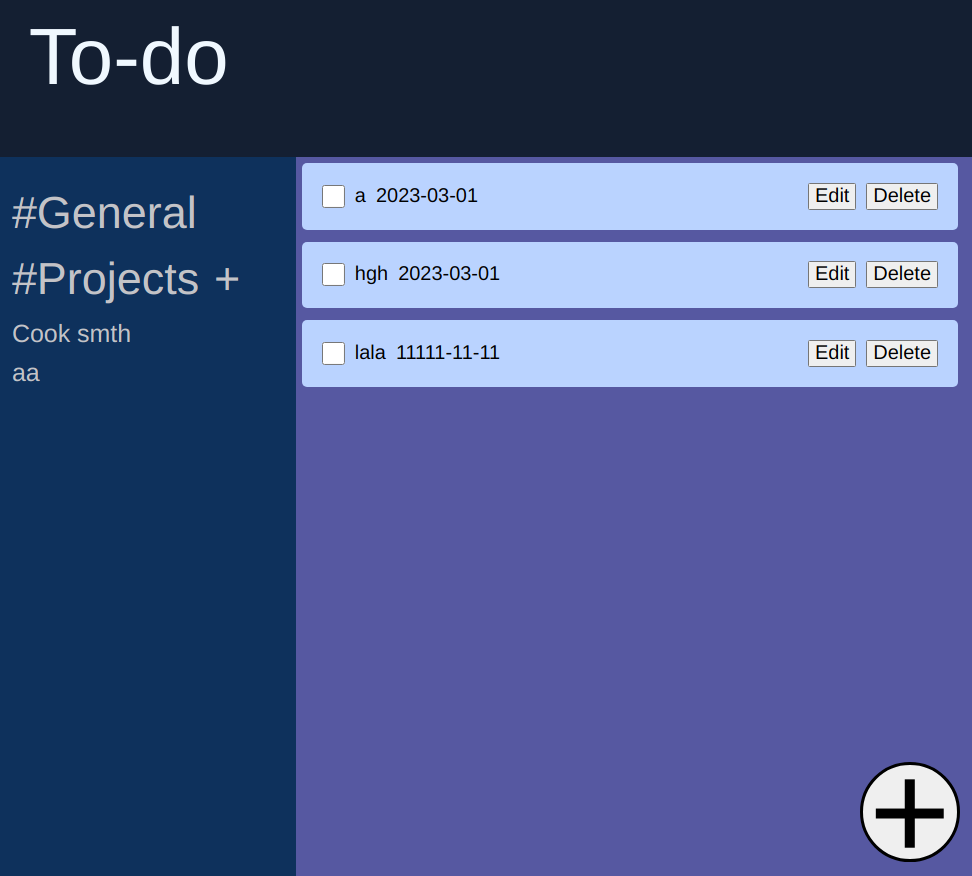 To-do
#General
#Projects +
Cook smth
aa
a 2023-03-01 Edit Delete
hgh 2023-03-01 Edit Delete
lala 11111-11-11 Edit Delete